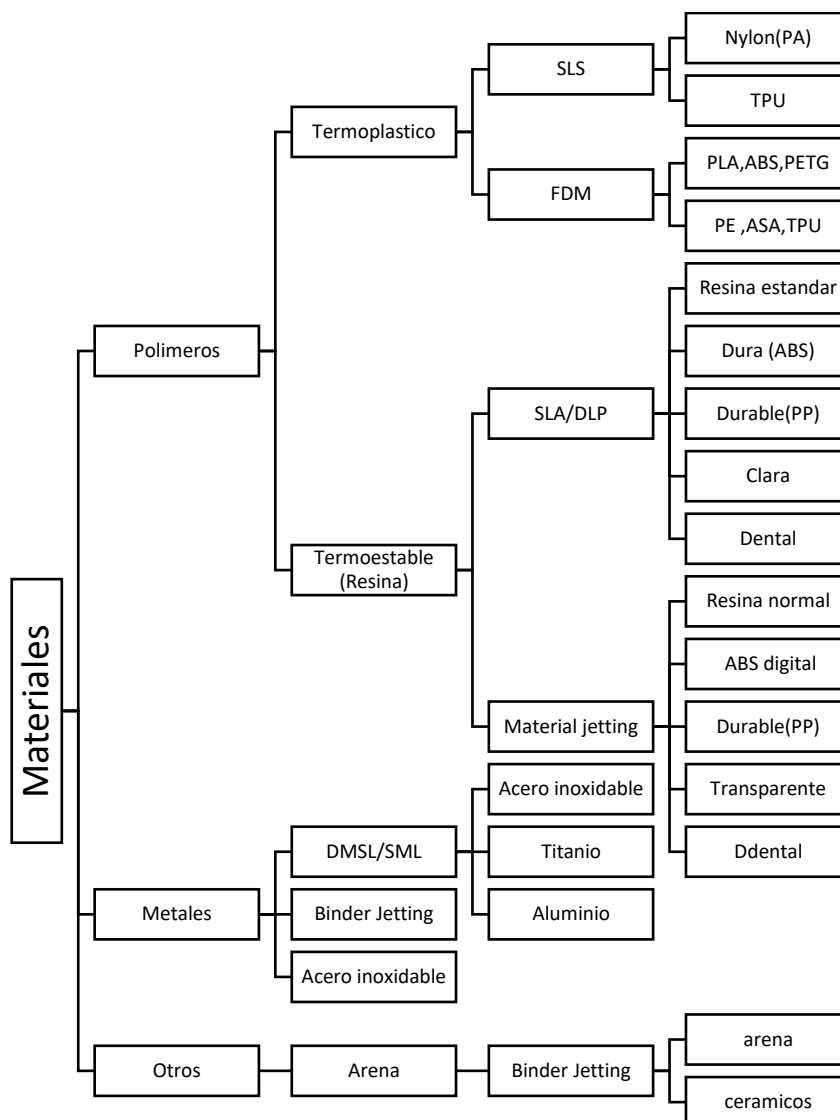 Materiales
Polimeros
Termoplastico
SLS
Nylon(PA)
TPU
FDM
PLA,ABS,PETG
PE ,ASA,TPU
Termoestable
(Resina)
SLA/DLP
Resina estandar
Dura (ABS)
Durable(PP)
Clara
Dental
Material jetting
Resina normal
ABS digital
Durable(PP)
Transparente
Ddental
Metales
DMSL/SML
Acero inoxidable
Titanio
Aluminio
Binder Jetting
Acero inoxidable
Otros
Arena
Binder Jetting
arena
ceramicos